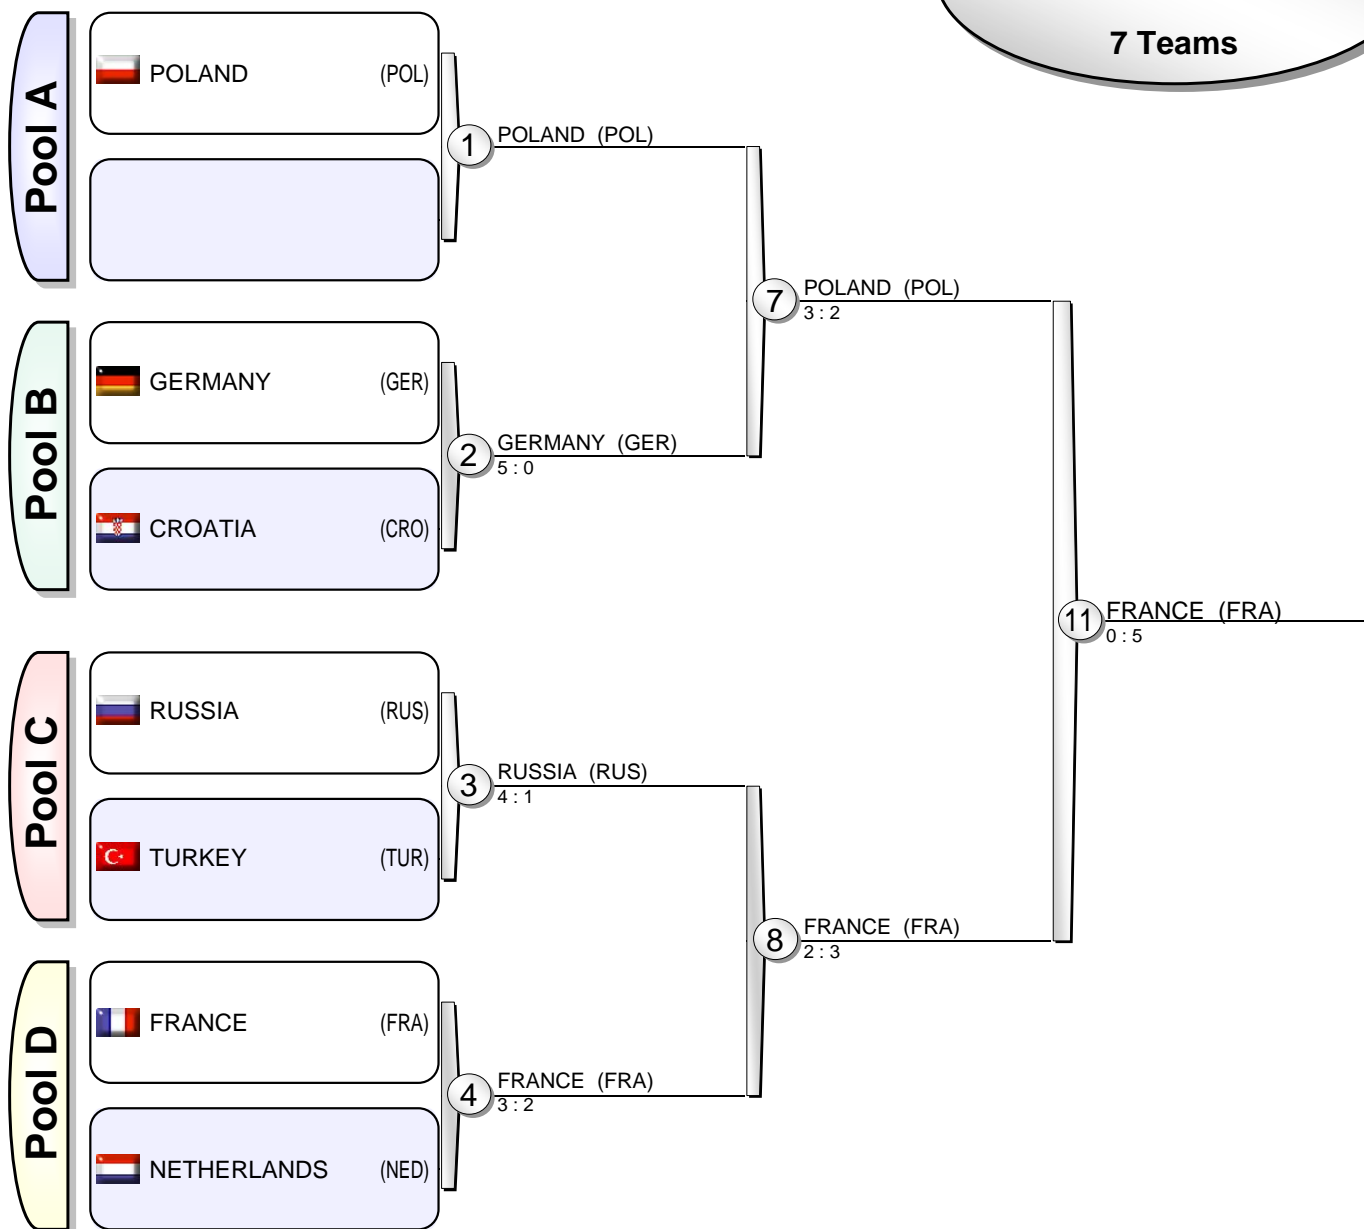 7 Teams
Pool A
POLAND (POL)
1 POLAND (POL)
7 POLAND (POL)
3 : 2
Pool B
GERMANY (GER)
2 GERMANY (GER)
5 : 0
CROATIA (CRO)
11 FRANCE (FRA)
0 : 5
Pool C
RUSSIA (RUS)
3 RUSSIA (RUS)
4 : 1
TURKEY (TUR)
8 FRANCE (FRA)
2 : 3
Pool D
FRANCE (FRA)
4 FRANCE (FRA)
3 : 2
NETHERLANDS (NED)